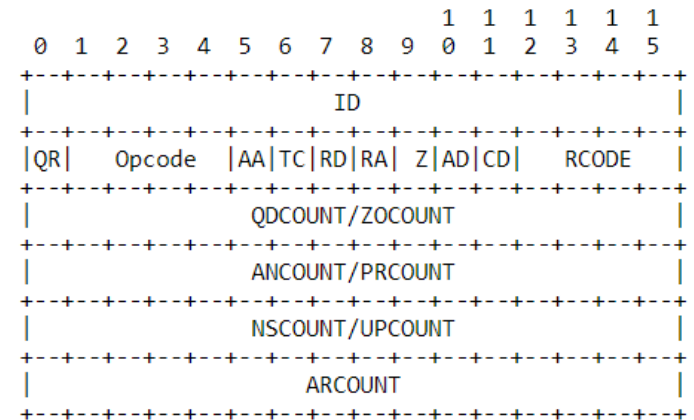 1  1  1  1  1  1
  0  1  2  3  4  5  6  7  8  9  0  1  2  3  4  5
+--+--+--+--+--+--+--+--+--+--+--+--+--+--+--+--+
|                      ID                       |
+--+--+--+--+--+--+--+--+--+--+--+--+--+--+--+--+
|QR|   Opcode  |AA|TC|RD|RA| Z|AD|CD|   RCODE   |
+--+--+--+--+--+--+--+--+--+--+--+--+--+--+--+--+
|                QDCOUNT/ZOCOUNT                |
+--+--+--+--+--+--+--+--+--+--+--+--+--+--+--+--+
|                ANCOUNT/PRCOUNT                |
+--+--+--+--+--+--+--+--+--+--+--+--+--+--+--+--+
|                NSCOUNT/UPCOUNT                |
+--+--+--+--+--+--+--+--+--+--+--+--+--+--+--+--+
|                    ARCOUNT                    |
+--+--+--+--+--+--+--+--+--+--+--+--+--+--+--+--+